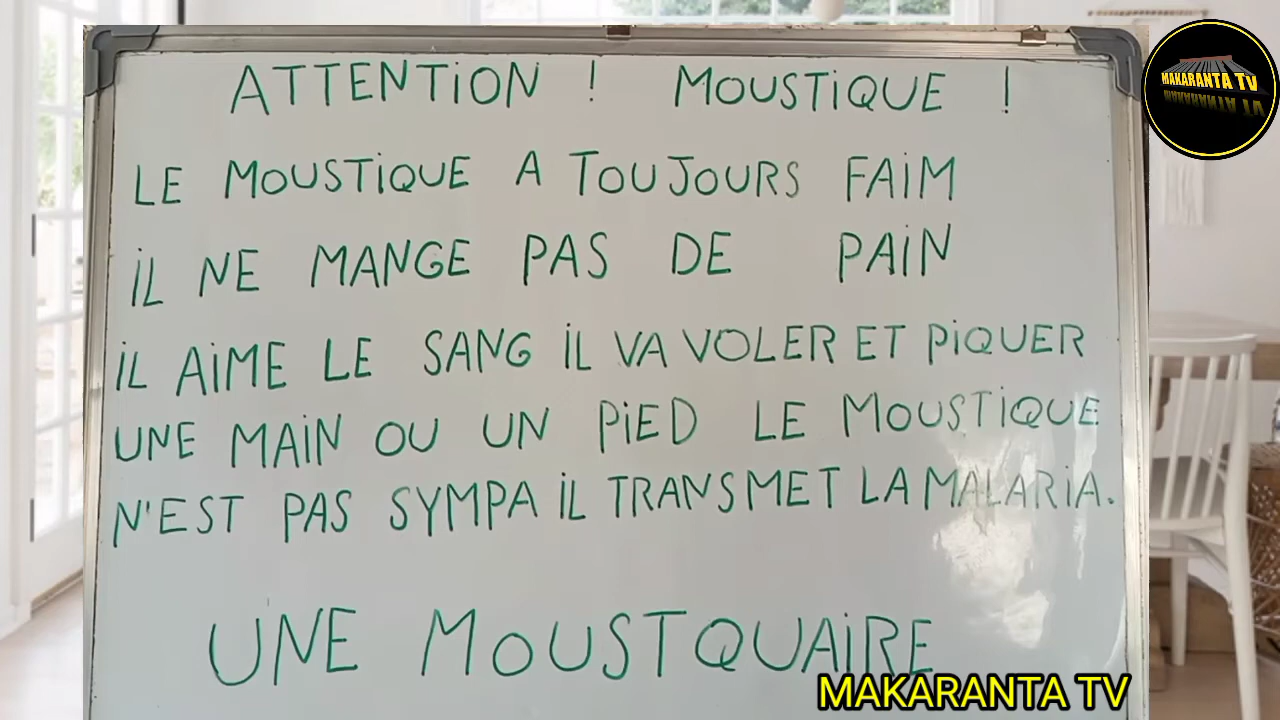 ATTENTiON ! MOUSTiQUE !
LE MOUSTiQUE A TOUJOURS FAiM
iL NE MANGE PAS DE PAiN
iL AiME LE SANG iL VA VOLER ET PiQUER
UNE MAiN OU UN PiED LE MOUSTiQUE
N'EST PAS SYMPA iL TRANSMET LA MALARiA.
UNE MOUSTQUAiRE
MAKARANTA TV
MAKARANTA TV